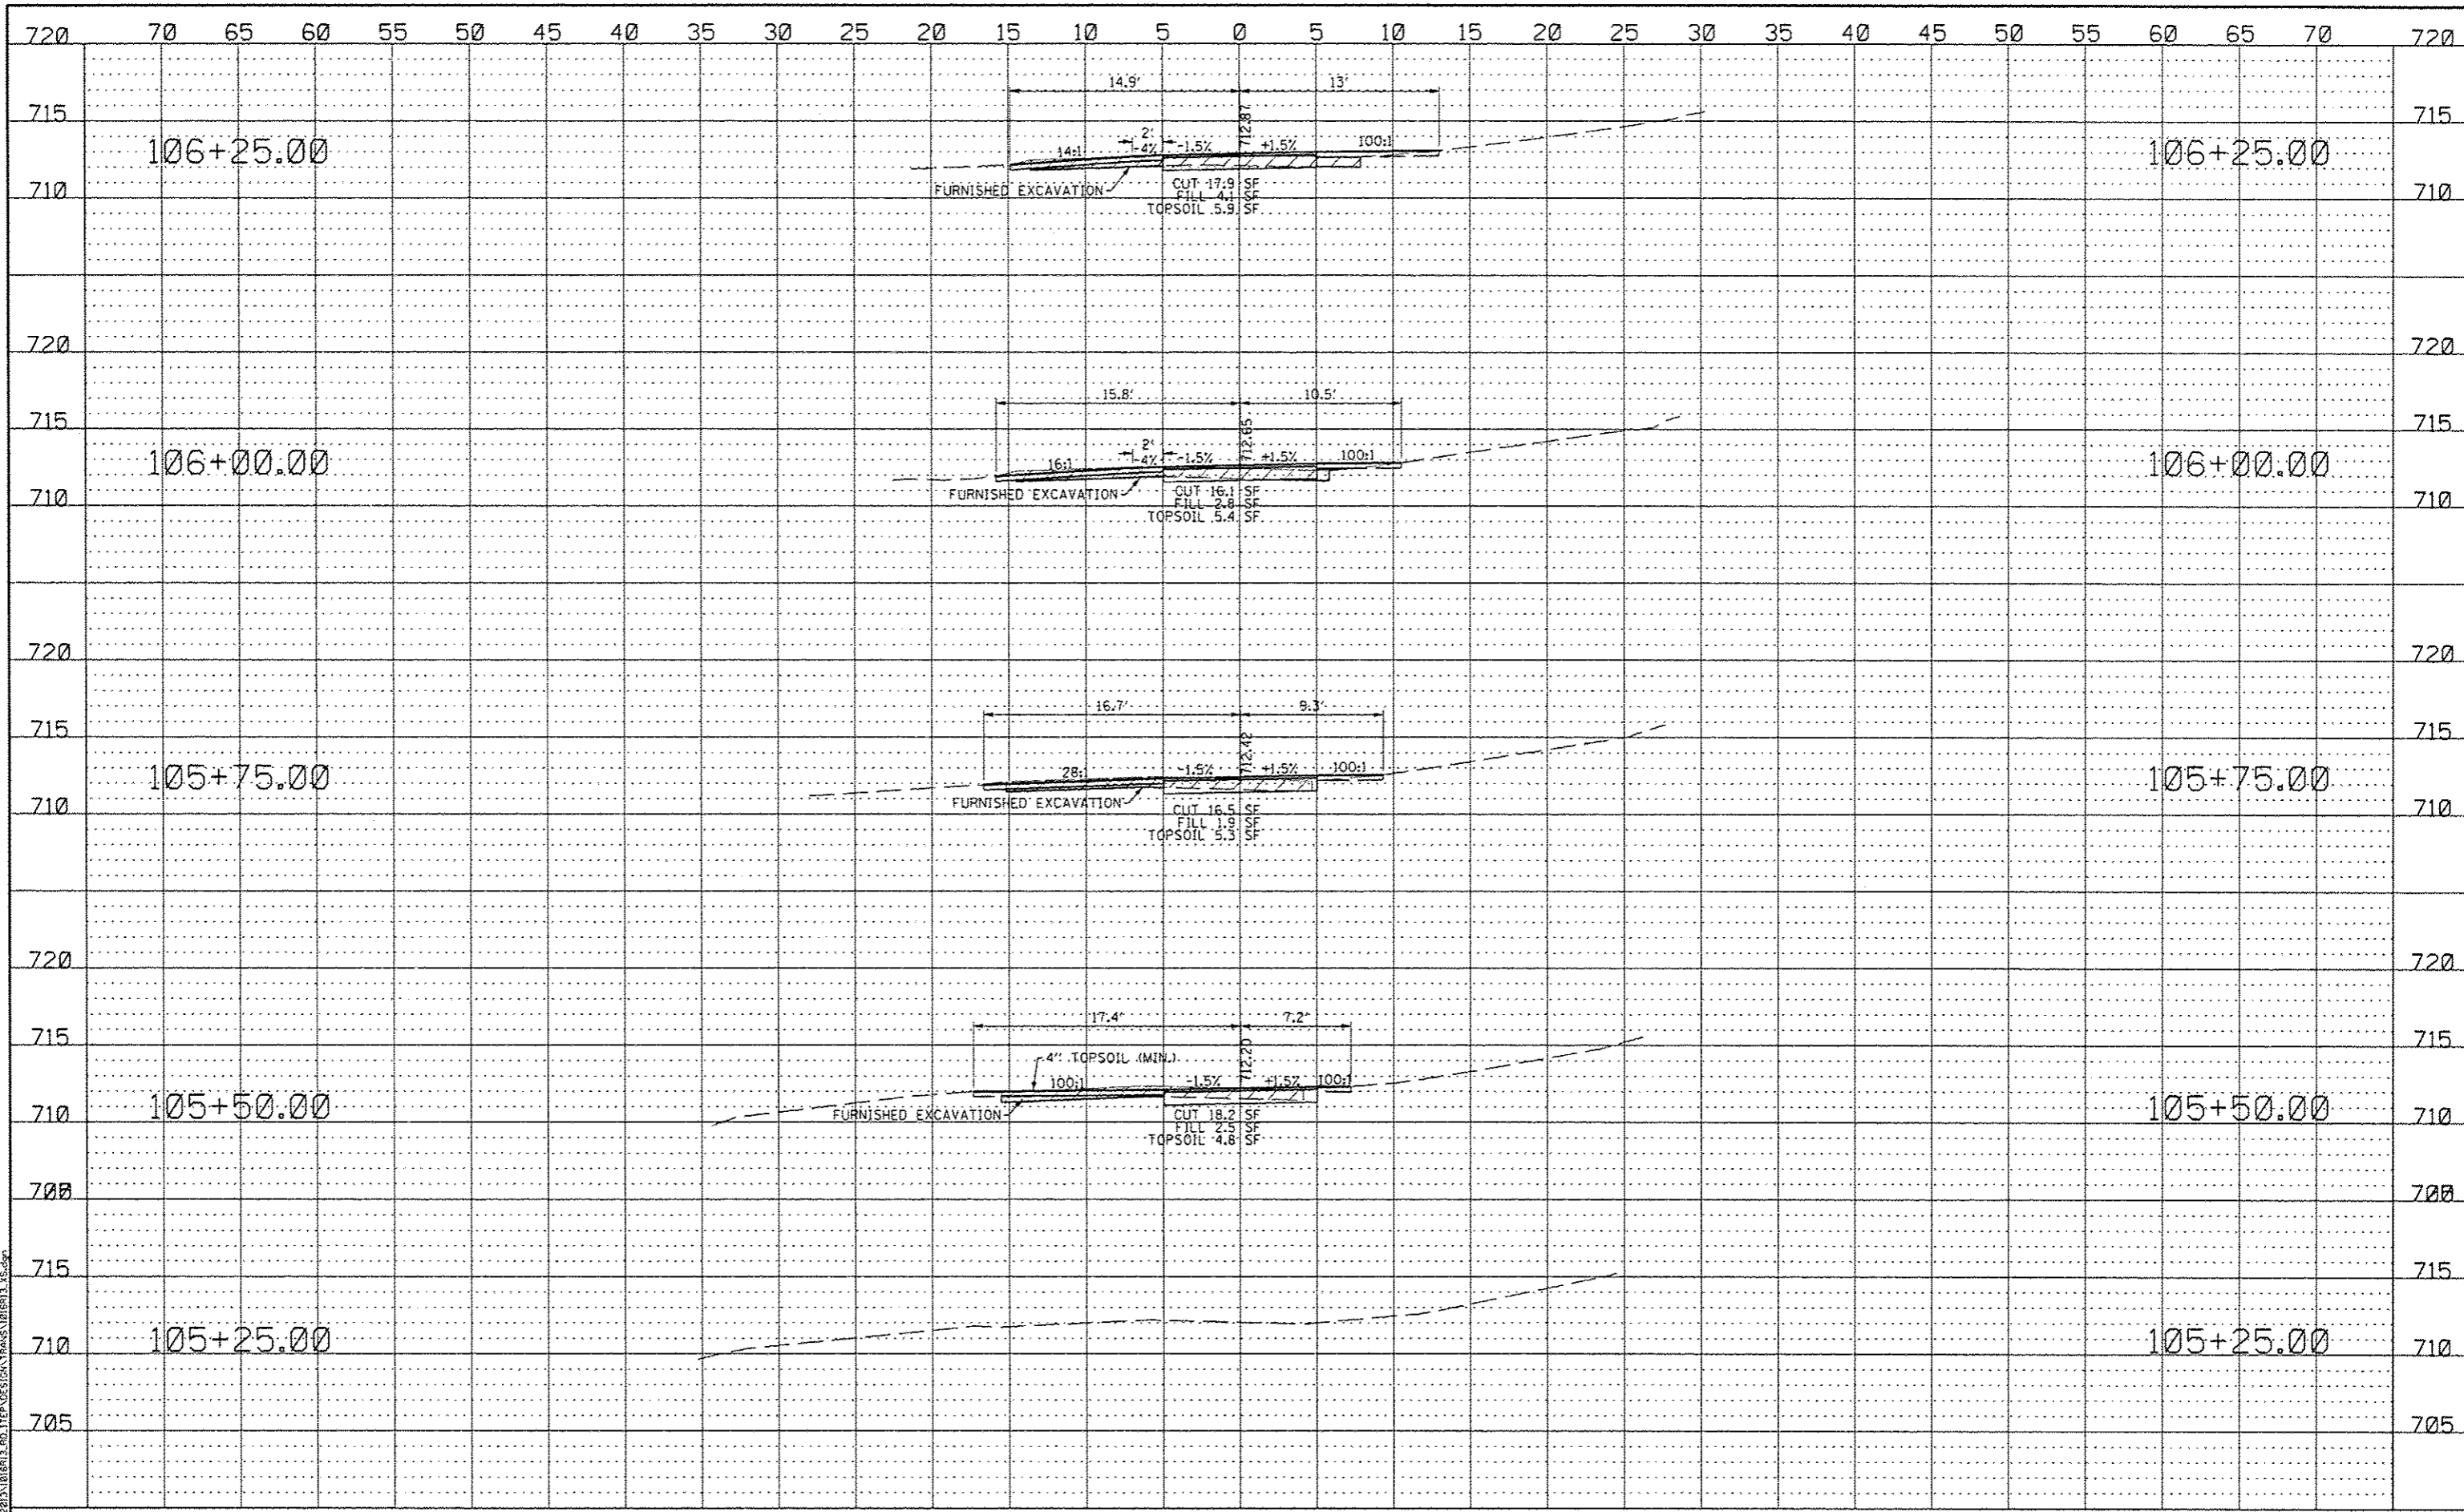 720 70 65 60 55 50 45 40 35 30 25 20 15 10 5 0 5 10 15 20 25 30 35 40 45 50 55 60 65 70 720
14.9' 13'
715 712.87 715
106+25.00 14:1 2' -4% -1.5% +1.5% 100:1 106+25.00
710 FURNISHED EXCAVATION CUT 17.9 SF 710
FILL 4.1 SF
TOPSOIL 5.9 SF
720 720
15.8' 10.5'
715 712.65 715
106+00.00 16:1 2' -4% -1.5% +1.5% 100:1 106+00.00
710 FURNISHED EXCAVATION CUT 16.1 SF 710
FILL 2.8 SF
TOPSOIL 5.4 SF
720 720
16.7' 9.3'
715 712.42 715
105+75.00 28:1 -1.5% +1.5% 100:1 105+75.00
710 FURNISHED EXCAVATION CUT 16.5 SF 710
FILL 1.9 SF
TOPSOIL 5.3 SF
720 720
17.4' 7.2'
715 712.20 715
4" TOPSOIL (MIN.)
105+50.00 100:1 -1.5% +1.5% 100:1 105+50.00
710 FURNISHED EXCAVATION CUT 18.2 SF 710
FILL 2.5 SF
TOPSOIL 4.8 SF
715 715
105+25.00 105+25.00
710 710
705 705